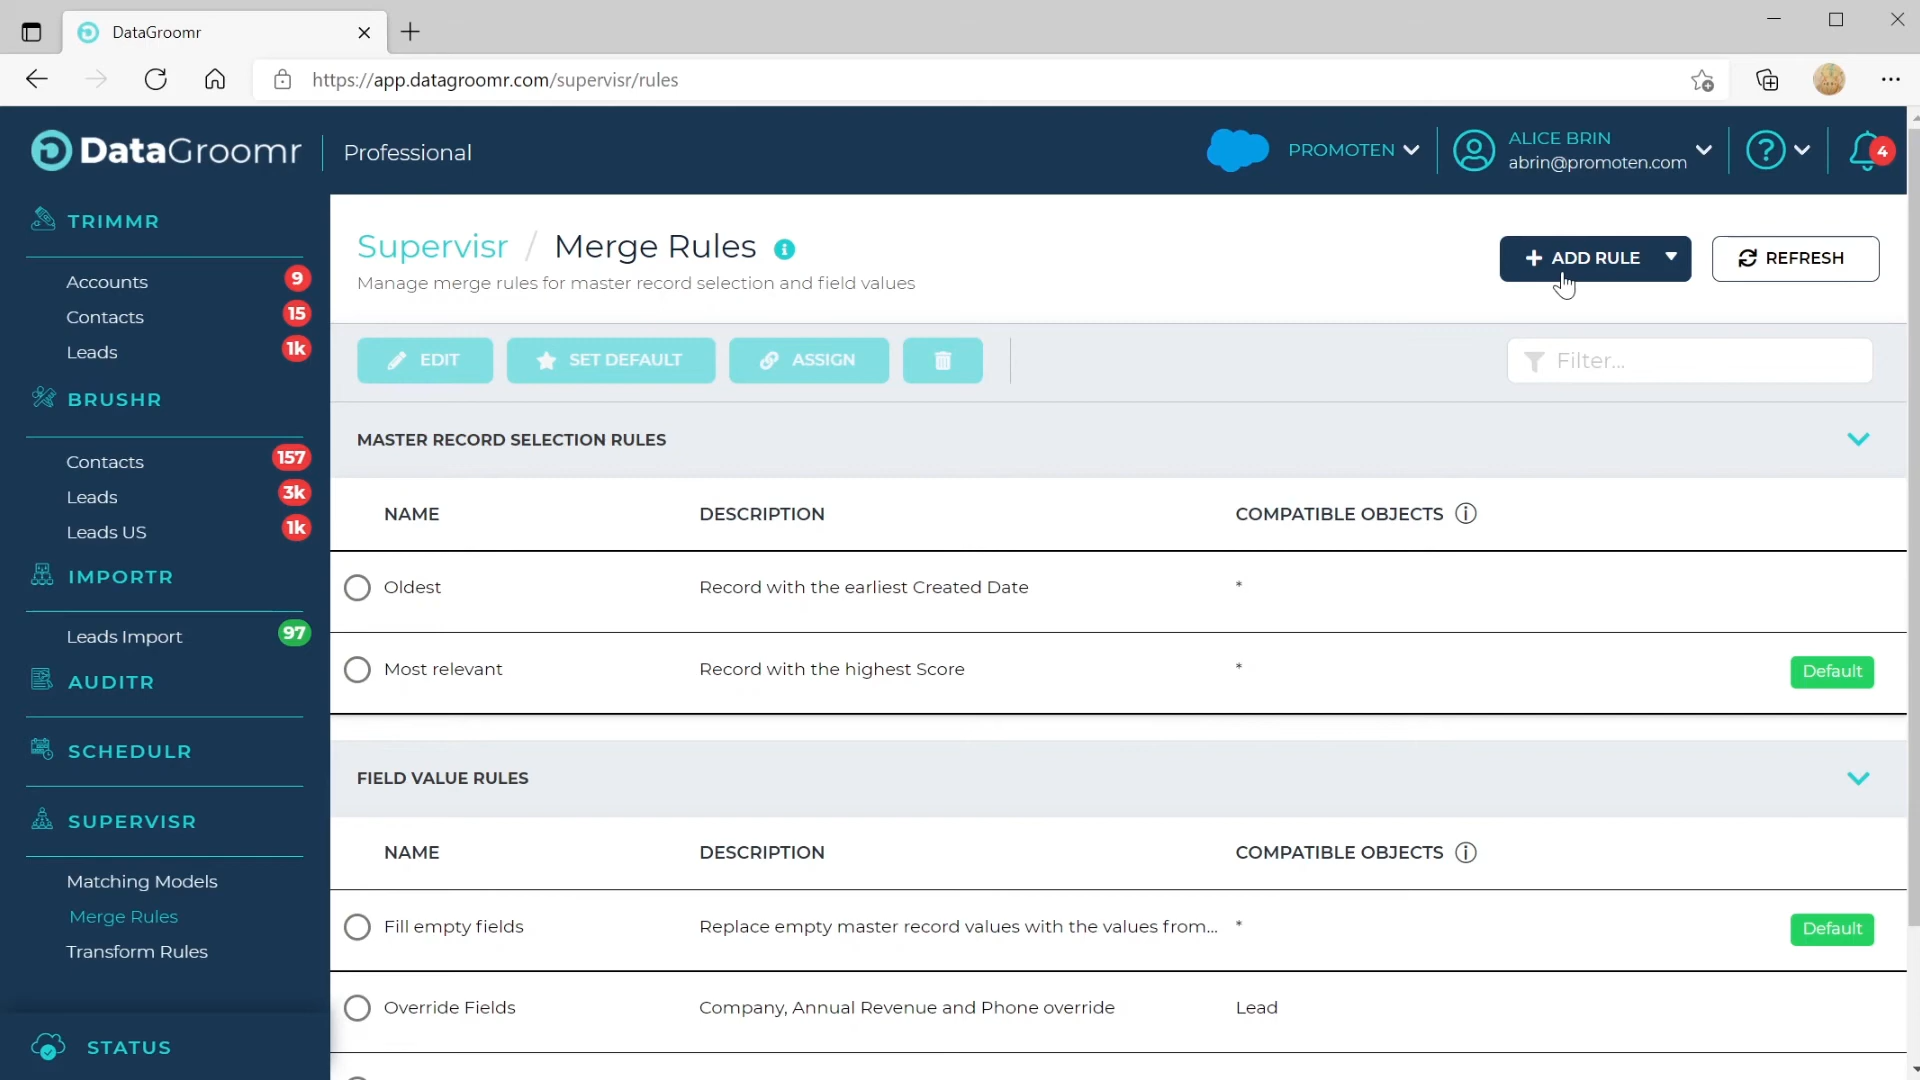 DataGroomr
https://app.datagroomr.com/supervisr/rules
DataGroomr Professional
PROMOTEN
ALICE BRIN
abrin@promoten.com
?
4
TRIMMR
Accounts 9
Contacts 15
Leads 1k
BRUSHR
Contacts 157
Leads 3k
Leads US 1k
IMPORTR
Leads Import 97
AUDITR
SCHEDULR
SUPERVISR
Matching Models
Merge Rules
Transform Rules
STATUS
Supervisr / Merge Rules i
Manage merge rules for master record selection and field values
+ ADD RULE
REFRESH
EDIT
SET DEFAULT
ASSIGN
Filter...
MASTER RECORD SELECTION RULES
NAME DESCRIPTION COMPATIBLE OBJECTS i
Oldest Record with the earliest Created Date *
Most relevant Record with the highest Score * Default
FIELD VALUE RULES
NAME DESCRIPTION COMPATIBLE OBJECTS i
Fill empty fields Replace empty master record values with the values from... * Default
Override Fields Company, Annual Revenue and Phone override Lead